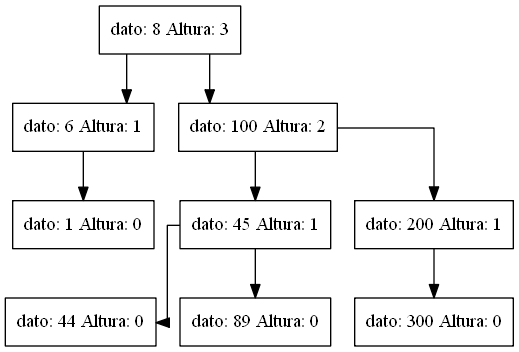 dato: 8 Altura: 3
dato: 6 Altura: 1
dato: 100 Altura: 2
dato: 1 Altura: 0
dato: 45 Altura: 1
dato: 200 Altura: 1
dato: 44 Altura: 0
dato: 89 Altura: 0
dato: 300 Altura: 0